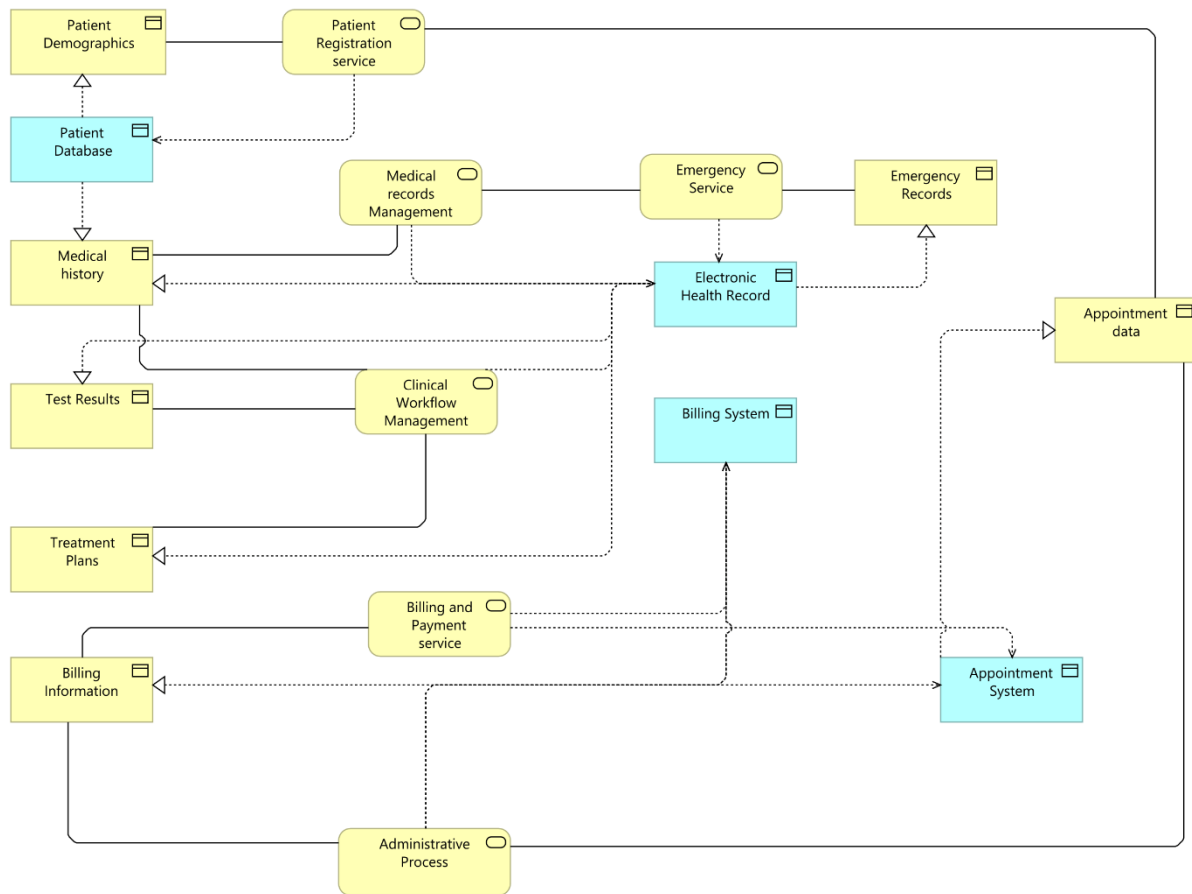 Patient
Demographics
Patient
Registration
service
Patient
Database
Medical
records
Management
Emergency
Service
Emergency
Records
Medical
history
Electronic
Health Record
Appointment
data
Test Results
Clinical
Workflow
Management
Billing System
Treatment
Plans
Billing and
Payment
service
Billing
Information
Appointment
System
Administrative
Process